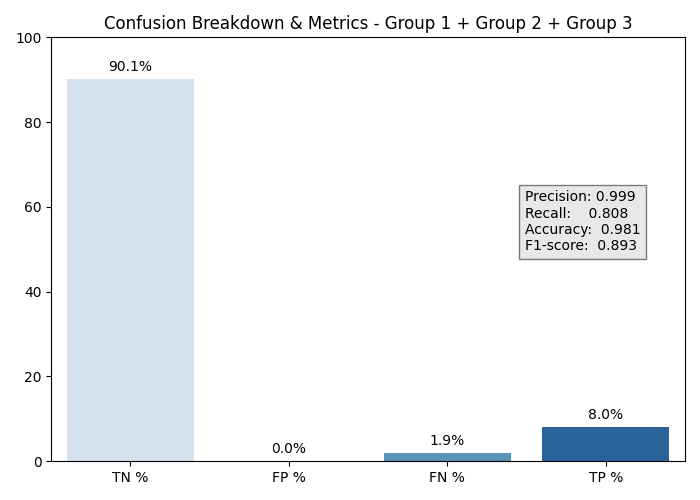 Confusion Breakdown & Metrics - Group 1 + Group 2 + Group 3
100
80
60
40
20
0
90.1%
0.0%
1.9%
8.0%
Precision: 0.999
Recall: 0.808
Accuracy: 0.981
F1-score: 0.893
TN %
FP %
FN %
TP %